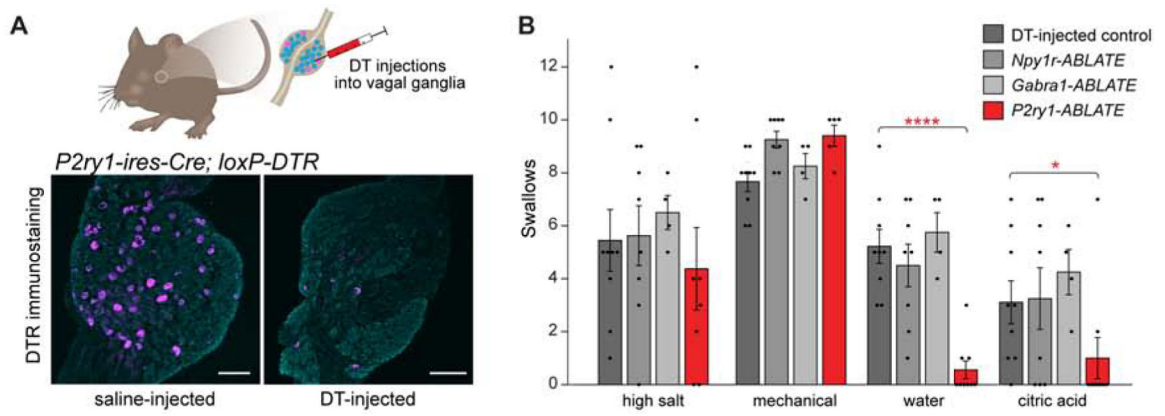 A
DT injections
into vagal ganglia
P2ry1-ires-Cre; loxP-DTR
DTR immunostaining
saline-injected
DT-injected
B
DT-injected control
Npy1r-ABLATE
Gabra1-ABLATE
P2ry1-ABLATE
Swallows
12
10
8
6
4
2
0
****
*
high salt
mechanical
water
citric acid